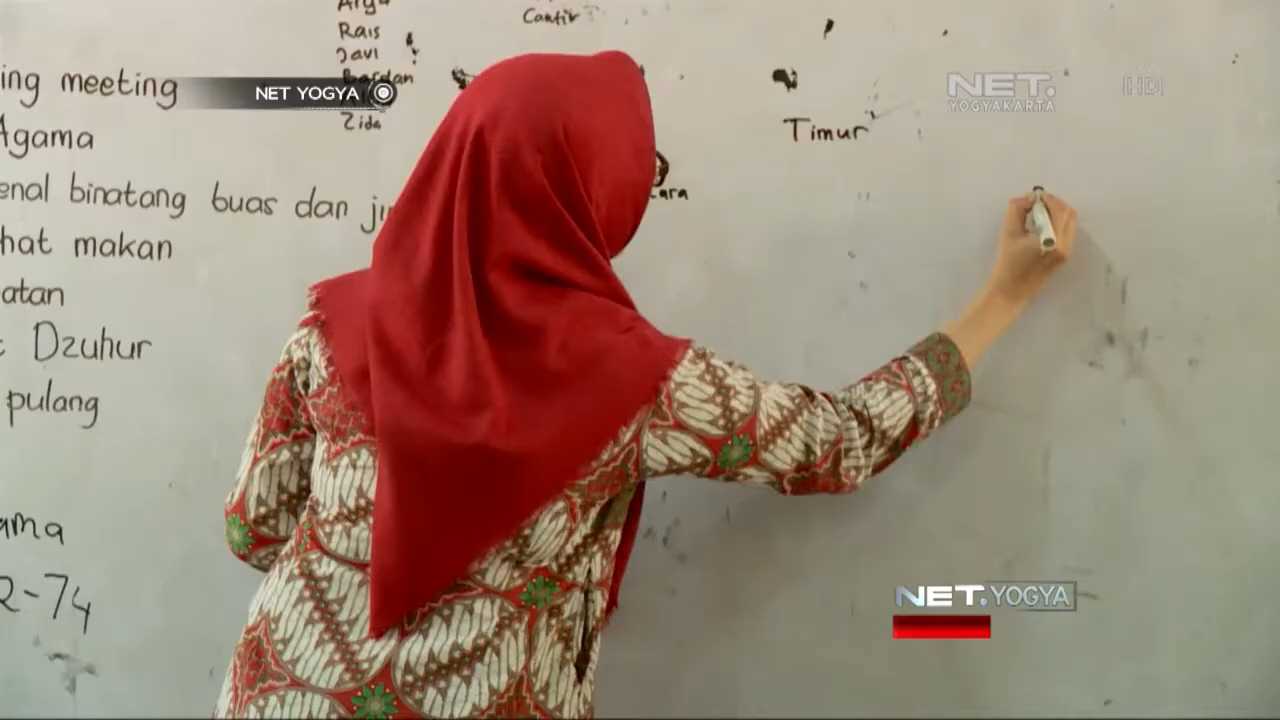 Cantik
Rais
Javi
Zida
ing meeting
Agama
enal binatang buas dan
hat makan
atan
Dzuhur
pulang
ama
2-74
Timur
ara
NET YOGYA
NET.
YOGYAKARTA
[HD]
NET. YOGYA